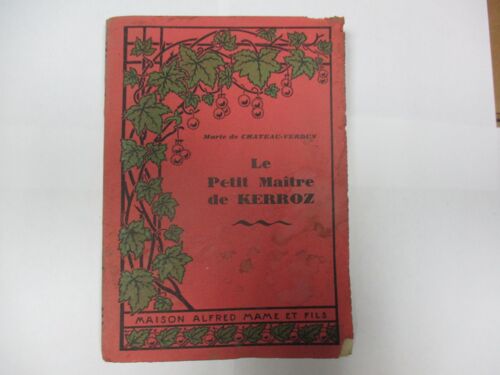 Marie de CHATEAU-VERDUN
Le
Petit Maître
de KERROZ
MAISON ALFRED MAME ET FILS